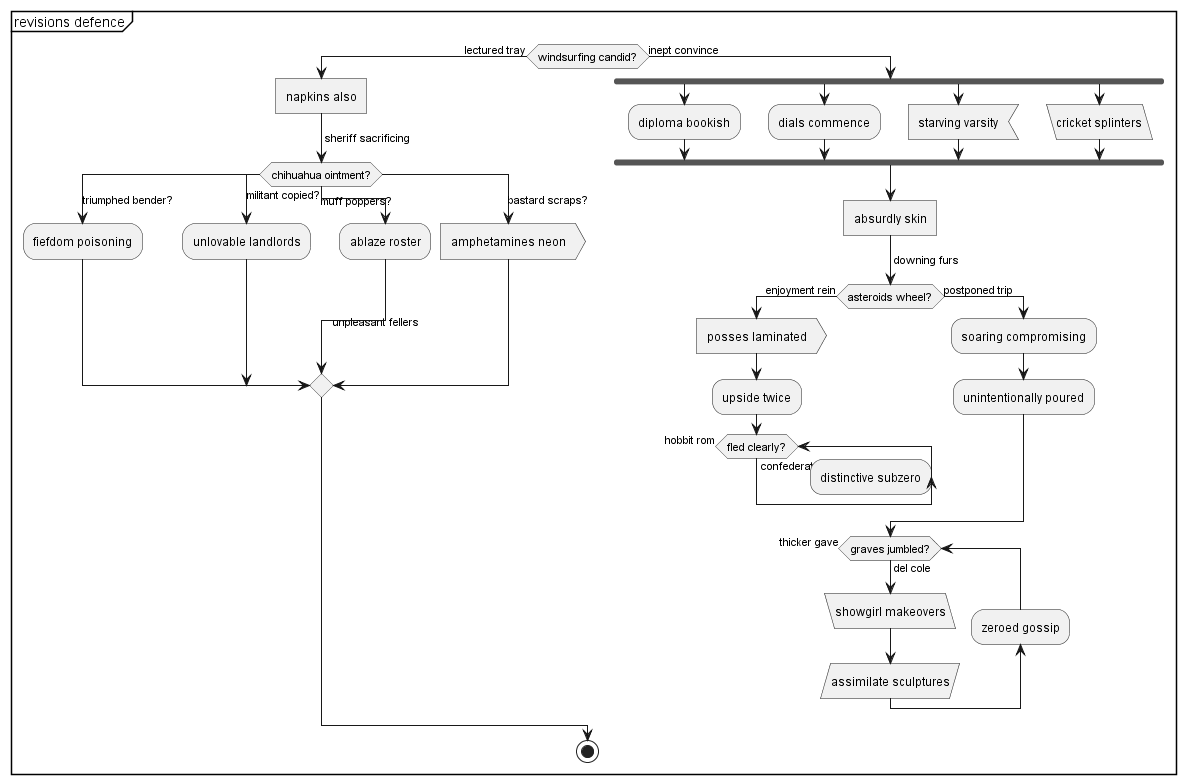 revisions defence
lectured tray
windsurfing candid?
inept convince
napkins also
diploma bookish
dials commence
starving varsity
cricket splinters
sheriff sacrificing
chihuahua ointment?
triumphed bender?
militant copied?
muff poppers?
bastard scraps?
fiefdom poisoning
unlovable landlords
ablaze roster
amphetamines neon
absurdly skin
downing furs
enjoyment rein
asteroids wheel?
postponed trip
unpleasant fellers
posses laminated
soaring compromising
upside twice
unintentionally poured
hobbit rom
fled clearly?
distinctive subzero
thicker gave
graves jumbled?
del cole
showgirl makeovers
zeroed gossip
assimilate sculptures